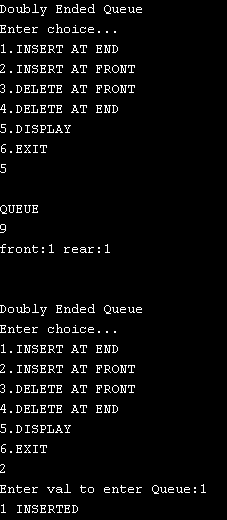 Doubly Ended Queue
Enter choice...
1.INSERT AT END
2.INSERT AT FRONT
3.DELETE AT FRONT
4.DELETE AT END
5.DISPLAY
6.EXIT
5
QUEUE
9
front:1 rear:1
Doubly Ended Queue
Enter choice...
1.INSERT AT END
2.INSERT AT FRONT
3.DELETE AT FRONT
4.DELETE AT END
5.DISPLAY
6.EXIT
2
Enter val to enter Queue:1
1 INSERTED